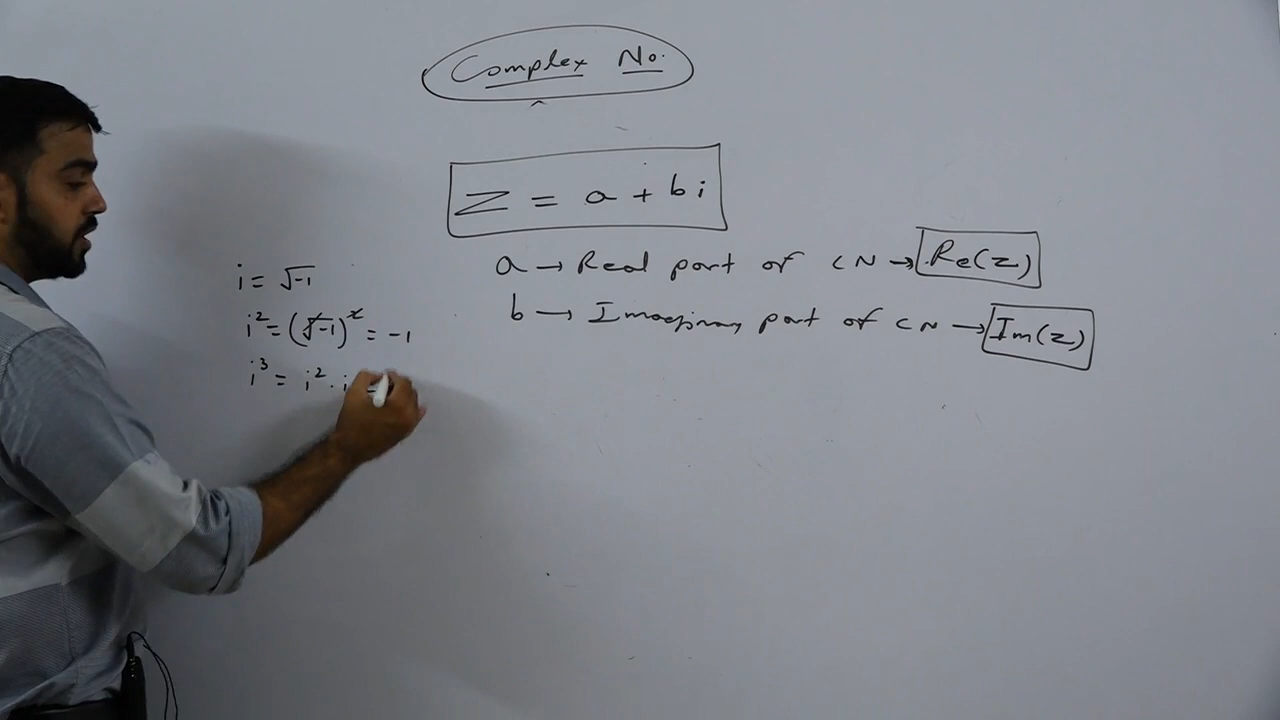 Complex No.
Z = a + bi
a → Real part of CN → Re(z)
b → Imaginary part of CN → Im(z)
i = √-1
i² = (√-1)² = -1
i³ = i² · i =